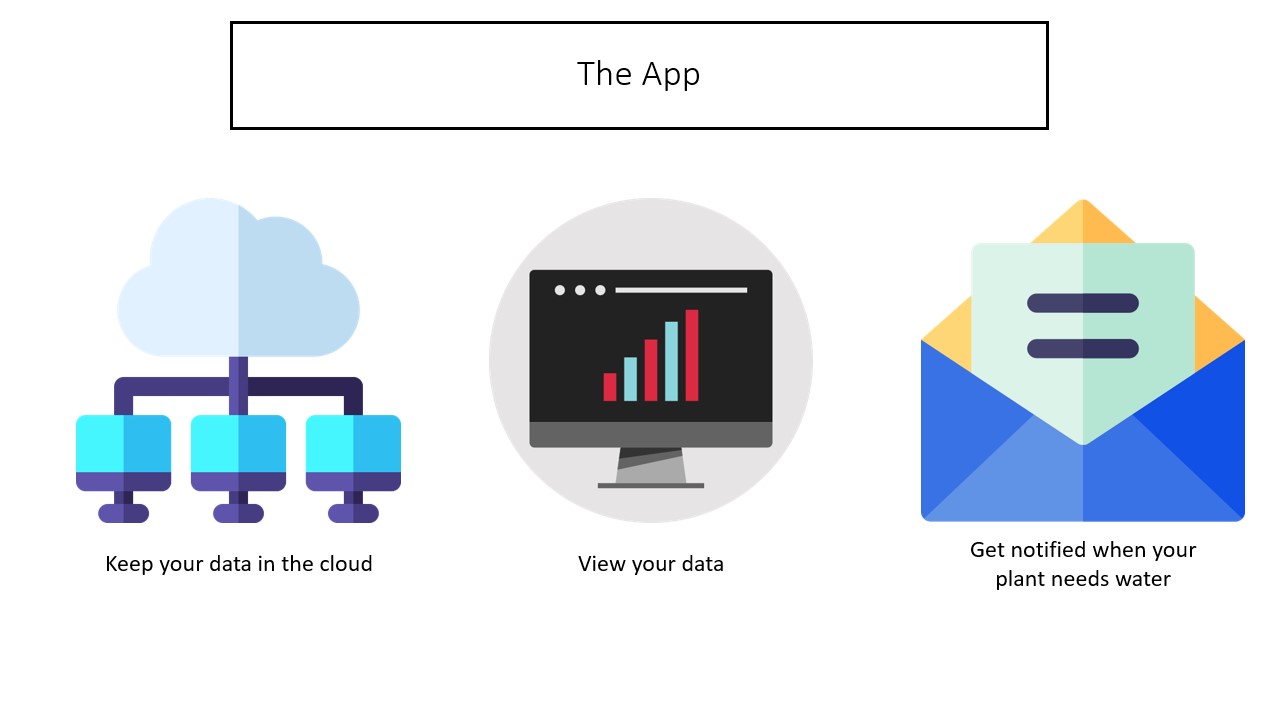 The App
Keep your data in the cloud
View your data
Get notified when your
plant needs water